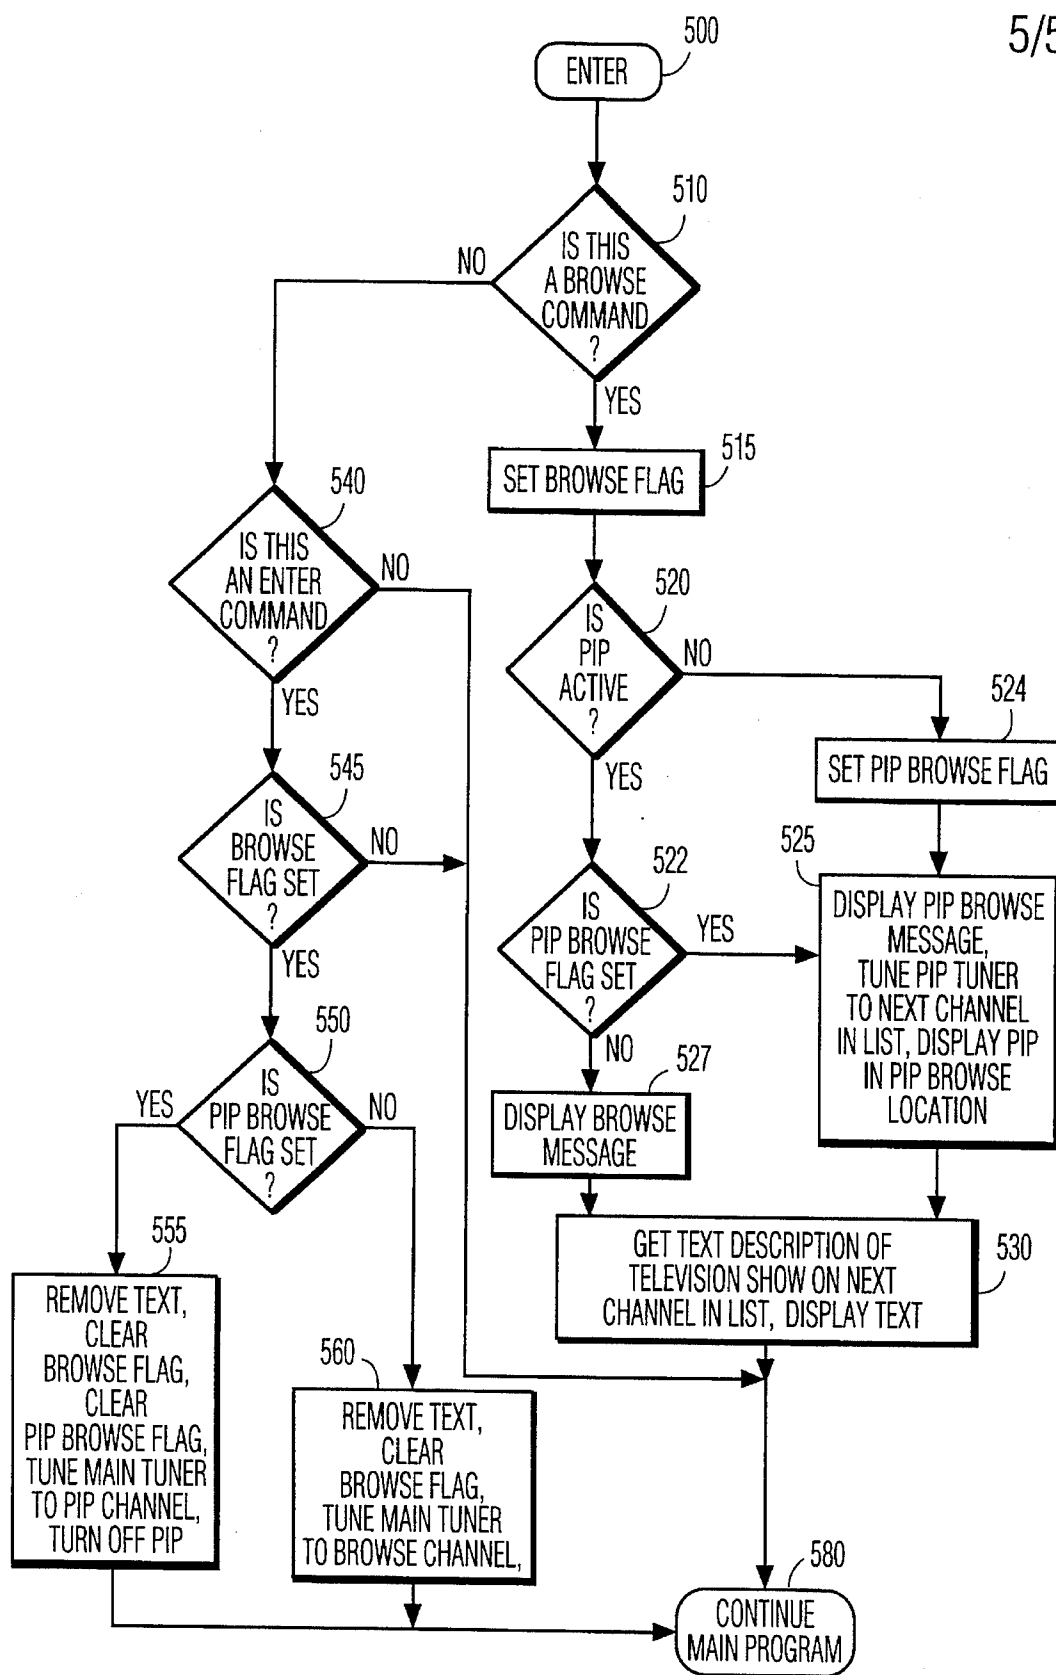 5/5
500
ENTER
510
IS THIS
A BROWSE
COMMAND
?
NO
YES
515
SET BROWSE FLAG
540
IS THIS
AN ENTER
COMMAND
?
NO
YES
520
IS
PIP
ACTIVE
?
NO
YES
524
SET PIP BROWSE FLAG
545
IS
BROWSE
FLAG SET
?
NO
YES
522
IS
PIP BROWSE
FLAG SET
?
YES
NO
525
DISPLAY PIP BROWSE
MESSAGE,
TUNE PIP TUNER
TO NEXT CHANNEL
IN LIST, DISPLAY PIP
IN PIP BROWSE
LOCATION
550
IS
PIP BROWSE
FLAG SET
?
YES
NO
527
DISPLAY BROWSE
MESSAGE
530
GET TEXT DESCRIPTION OF
TELEVISION SHOW ON NEXT
CHANNEL IN LIST, DISPLAY TEXT
555
REMOVE TEXT,
CLEAR
BROWSE FLAG,
CLEAR
PIP BROWSE FLAG,
TUNE MAIN TUNER
TO PIP CHANNEL,
TURN OFF PIP
560
REMOVE TEXT,
CLEAR
BROWSE FLAG,
TUNE MAIN TUNER
TO BROWSE CHANNEL,
580
CONTINUE
MAIN PROGRAM